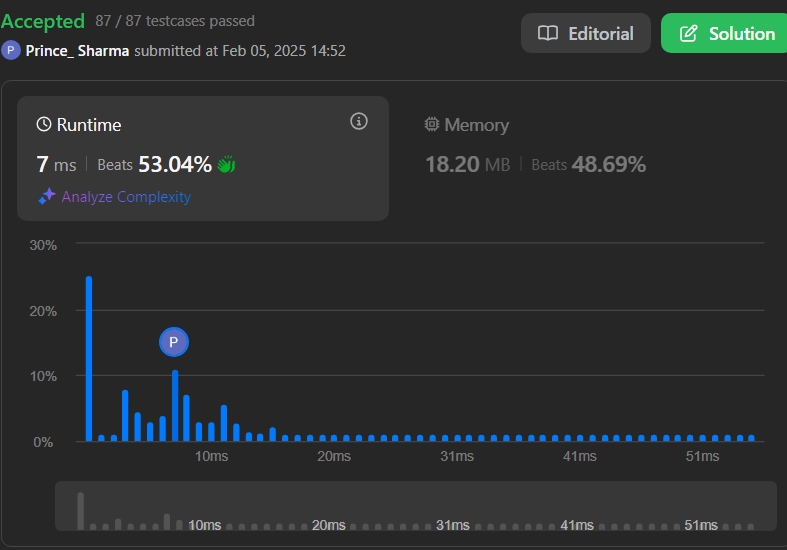 Accepted 87 / 87 testcases passed
P Prince_ Sharma submitted at Feb 05, 2025 14:52
Editorial
Solution
Runtime
7 ms | Beats 53.04%
Analyze Complexity
Memory
18.20 MB | Beats 48.69%
30%
20%
P
10%
0%
10ms 20ms 31ms 41ms 51ms
10ms 20ms 31ms 41ms 51ms